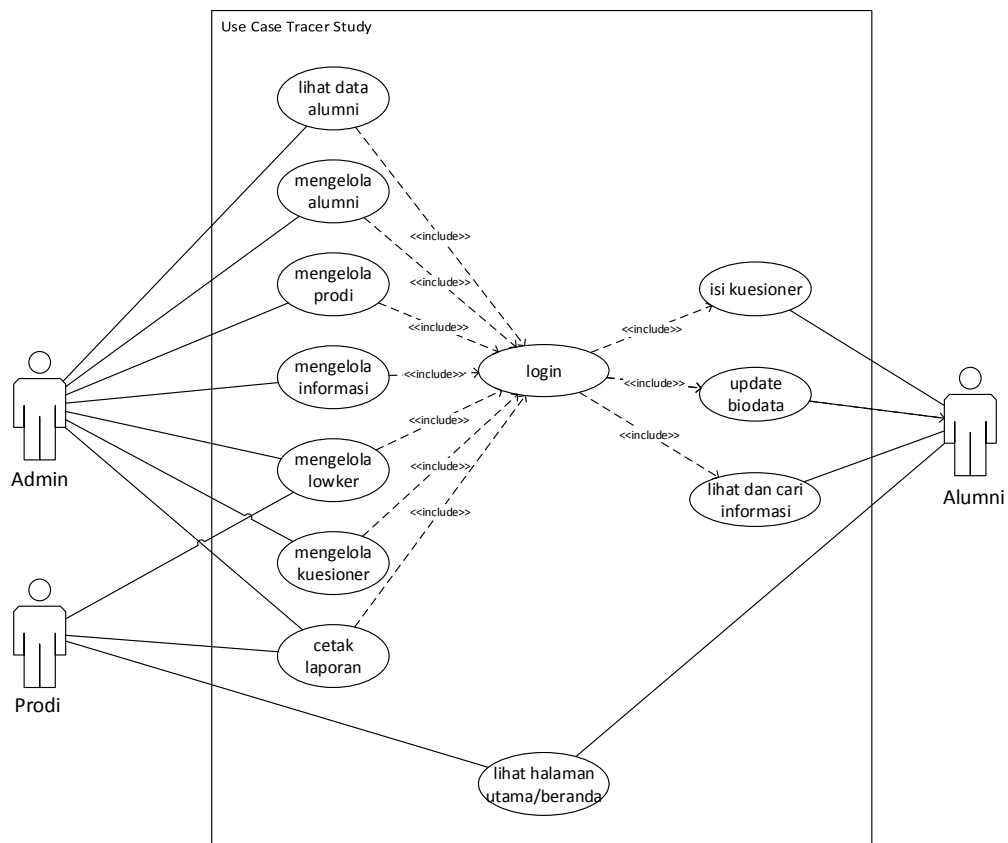 Use Case Tracer Study
lihat data
alumni
mengelola
alumni
mengelola
prodi
mengelola
informasi
mengelola
lowker
mengelola
kuesioner
cetak
laporan
<<include>>
<<include>>
<<include>>
<<include>>
<<include>>
<<include>>
<<include>>
login
<<include>>
<<include>>
<<include>>
isi kuesioner
update
biodata
lihat dan cari
informasi
lihat halaman
utama/beranda
Admin
Prodi
Alumni